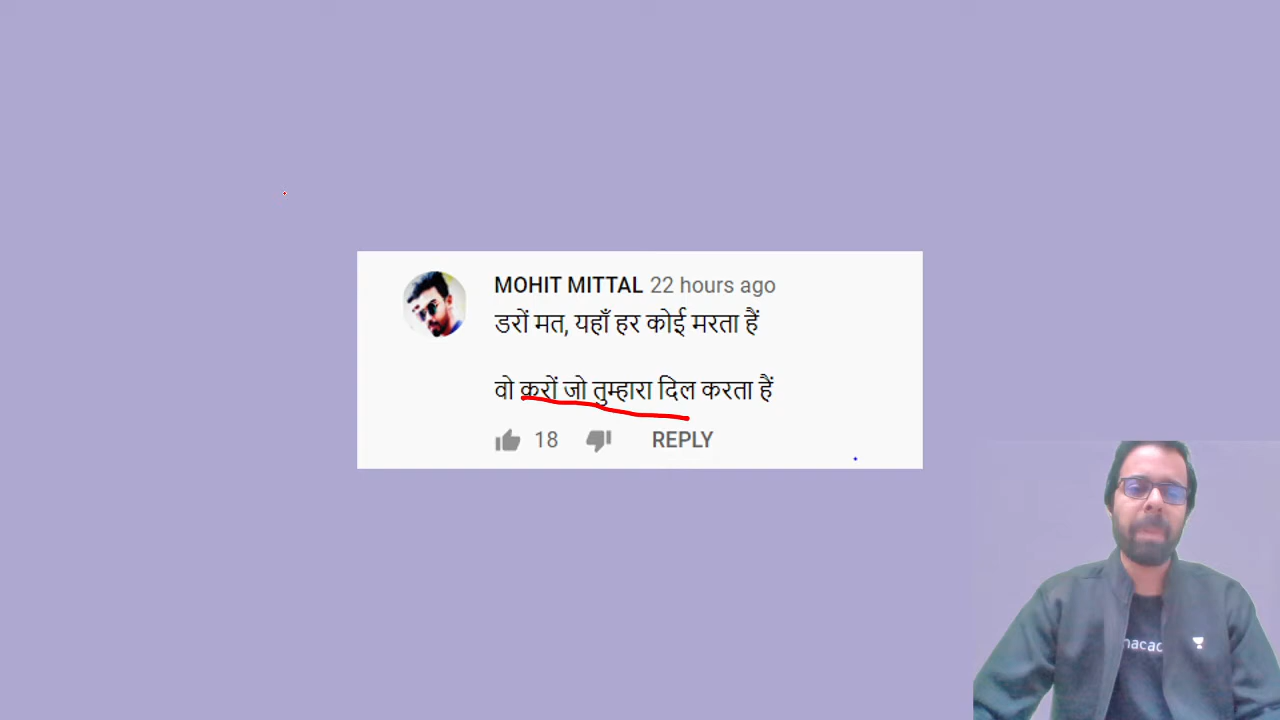 MOHIT MITTAL 22 hours ago
डरों मत, यहाँ हर कोई मरता हैं
वो करों जो तुम्हारा दिल करता हैं
18 REPLY